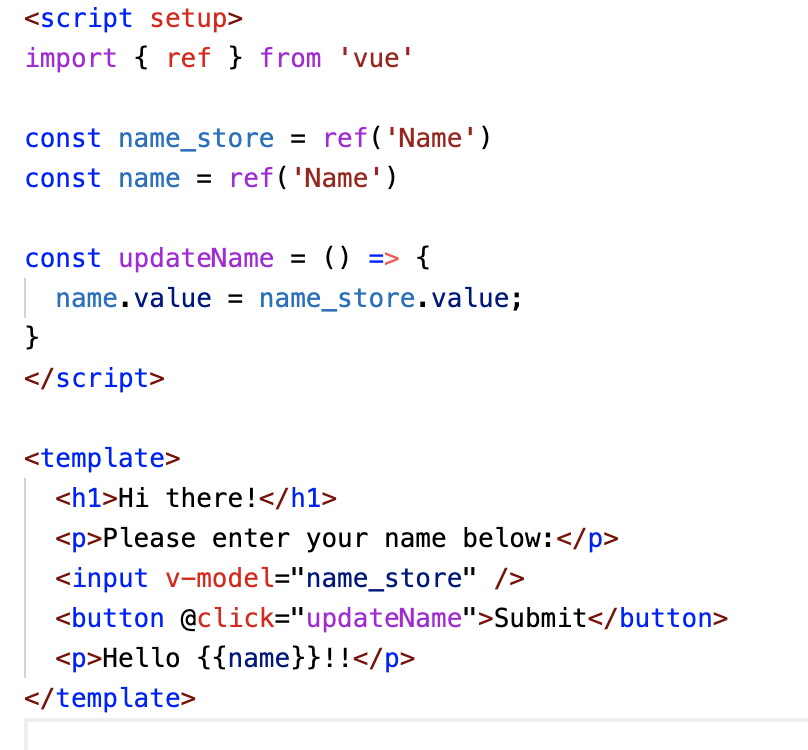 <script setup>
import { ref } from 'vue'

const name_store = ref('Name')
const name = ref('Name')

const updateName = () => {
  name.value = name_store.value;
}
</script>

<template>
  <h1>Hi there!</h1>
  <p>Please enter your name below:</p>
  <input v-model="name_store" />
  <button @click="updateName">Submit</button>
  <p>Hello {{name}}!!</p>
</template>